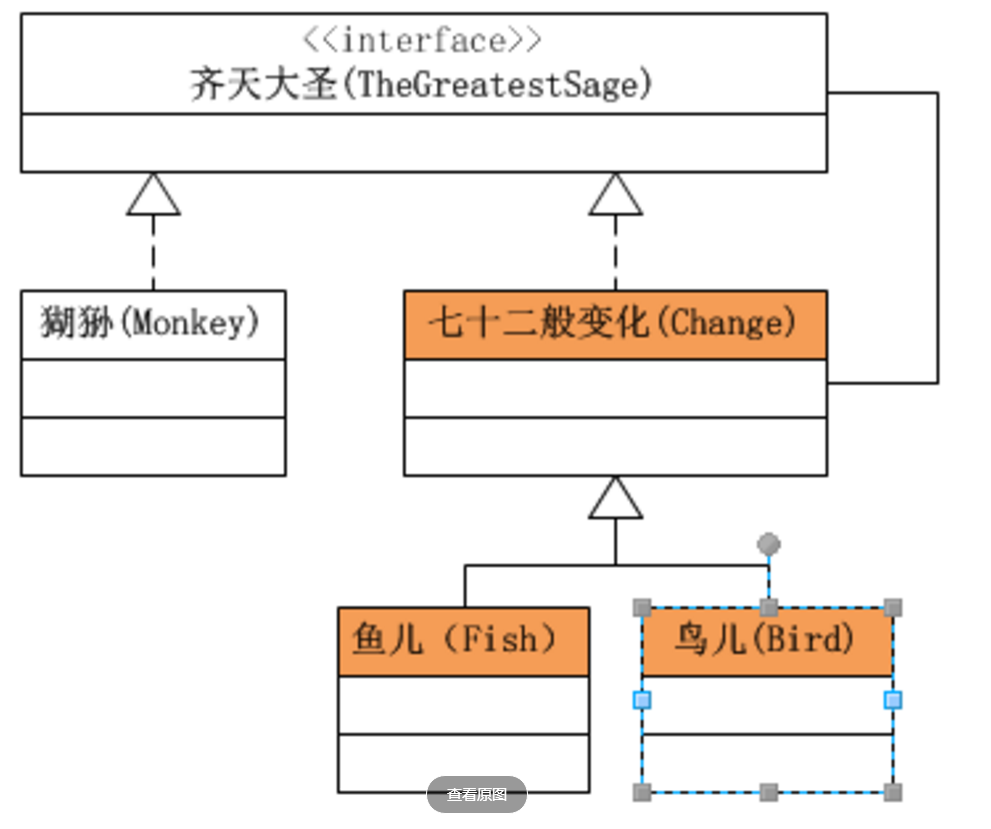 <<interface>>
齐天大圣(TheGreatestSage)
猢狲(Monkey)
七十二般变化(Change)
鱼儿（Fish）
鸟儿(Bird)
查看原图